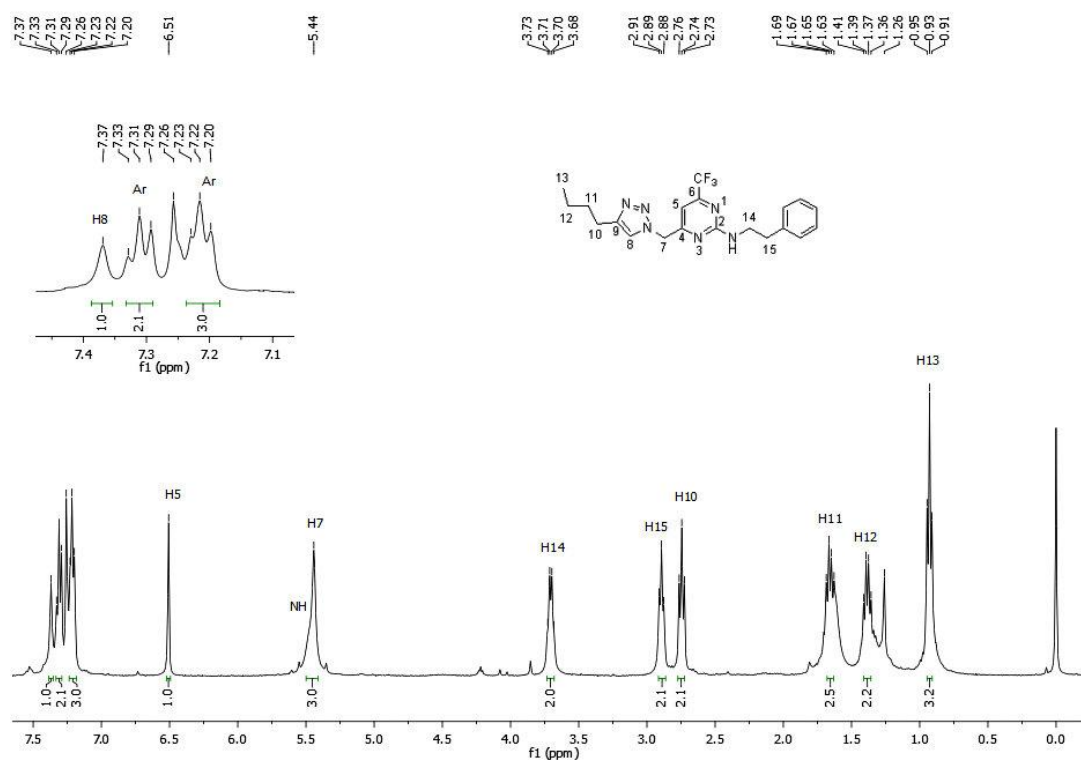 7.37 7.33 7.31 7.29 7.26 7.23 7.22 7.20 6.51 5.44 3.73 3.71 3.70 3.68 2.91 2.89 2.88 2.76 2.74 2.73 1.69 1.67 1.65 1.63 1.41 1.39 1.37 1.36 1.26 0.95 0.93 0.91
7.37 7.33 7.31 7.29 7.26 7.23 7.22 7.20
Ar Ar
H8
1.0 2.1 3.0
7.4 7.3 7.2 7.1
f1 (ppm)
CF3
13 6
11 N N 5 N 1
12 N 2 14
10 9 8 7 4 N 3 N H 15
H13
H5 H10
H7 H11
H14 H15 H12
NH
1.0 2.1 3.0 1.0 3.0 2.0 2.1 2.1 2.5 2.2 3.2
7.5 7.0 6.5 6.0 5.5 5.0 4.5 4.0 3.5 3.0 2.5 2.0 1.5 1.0 0.5 0.0
f1 (ppm)